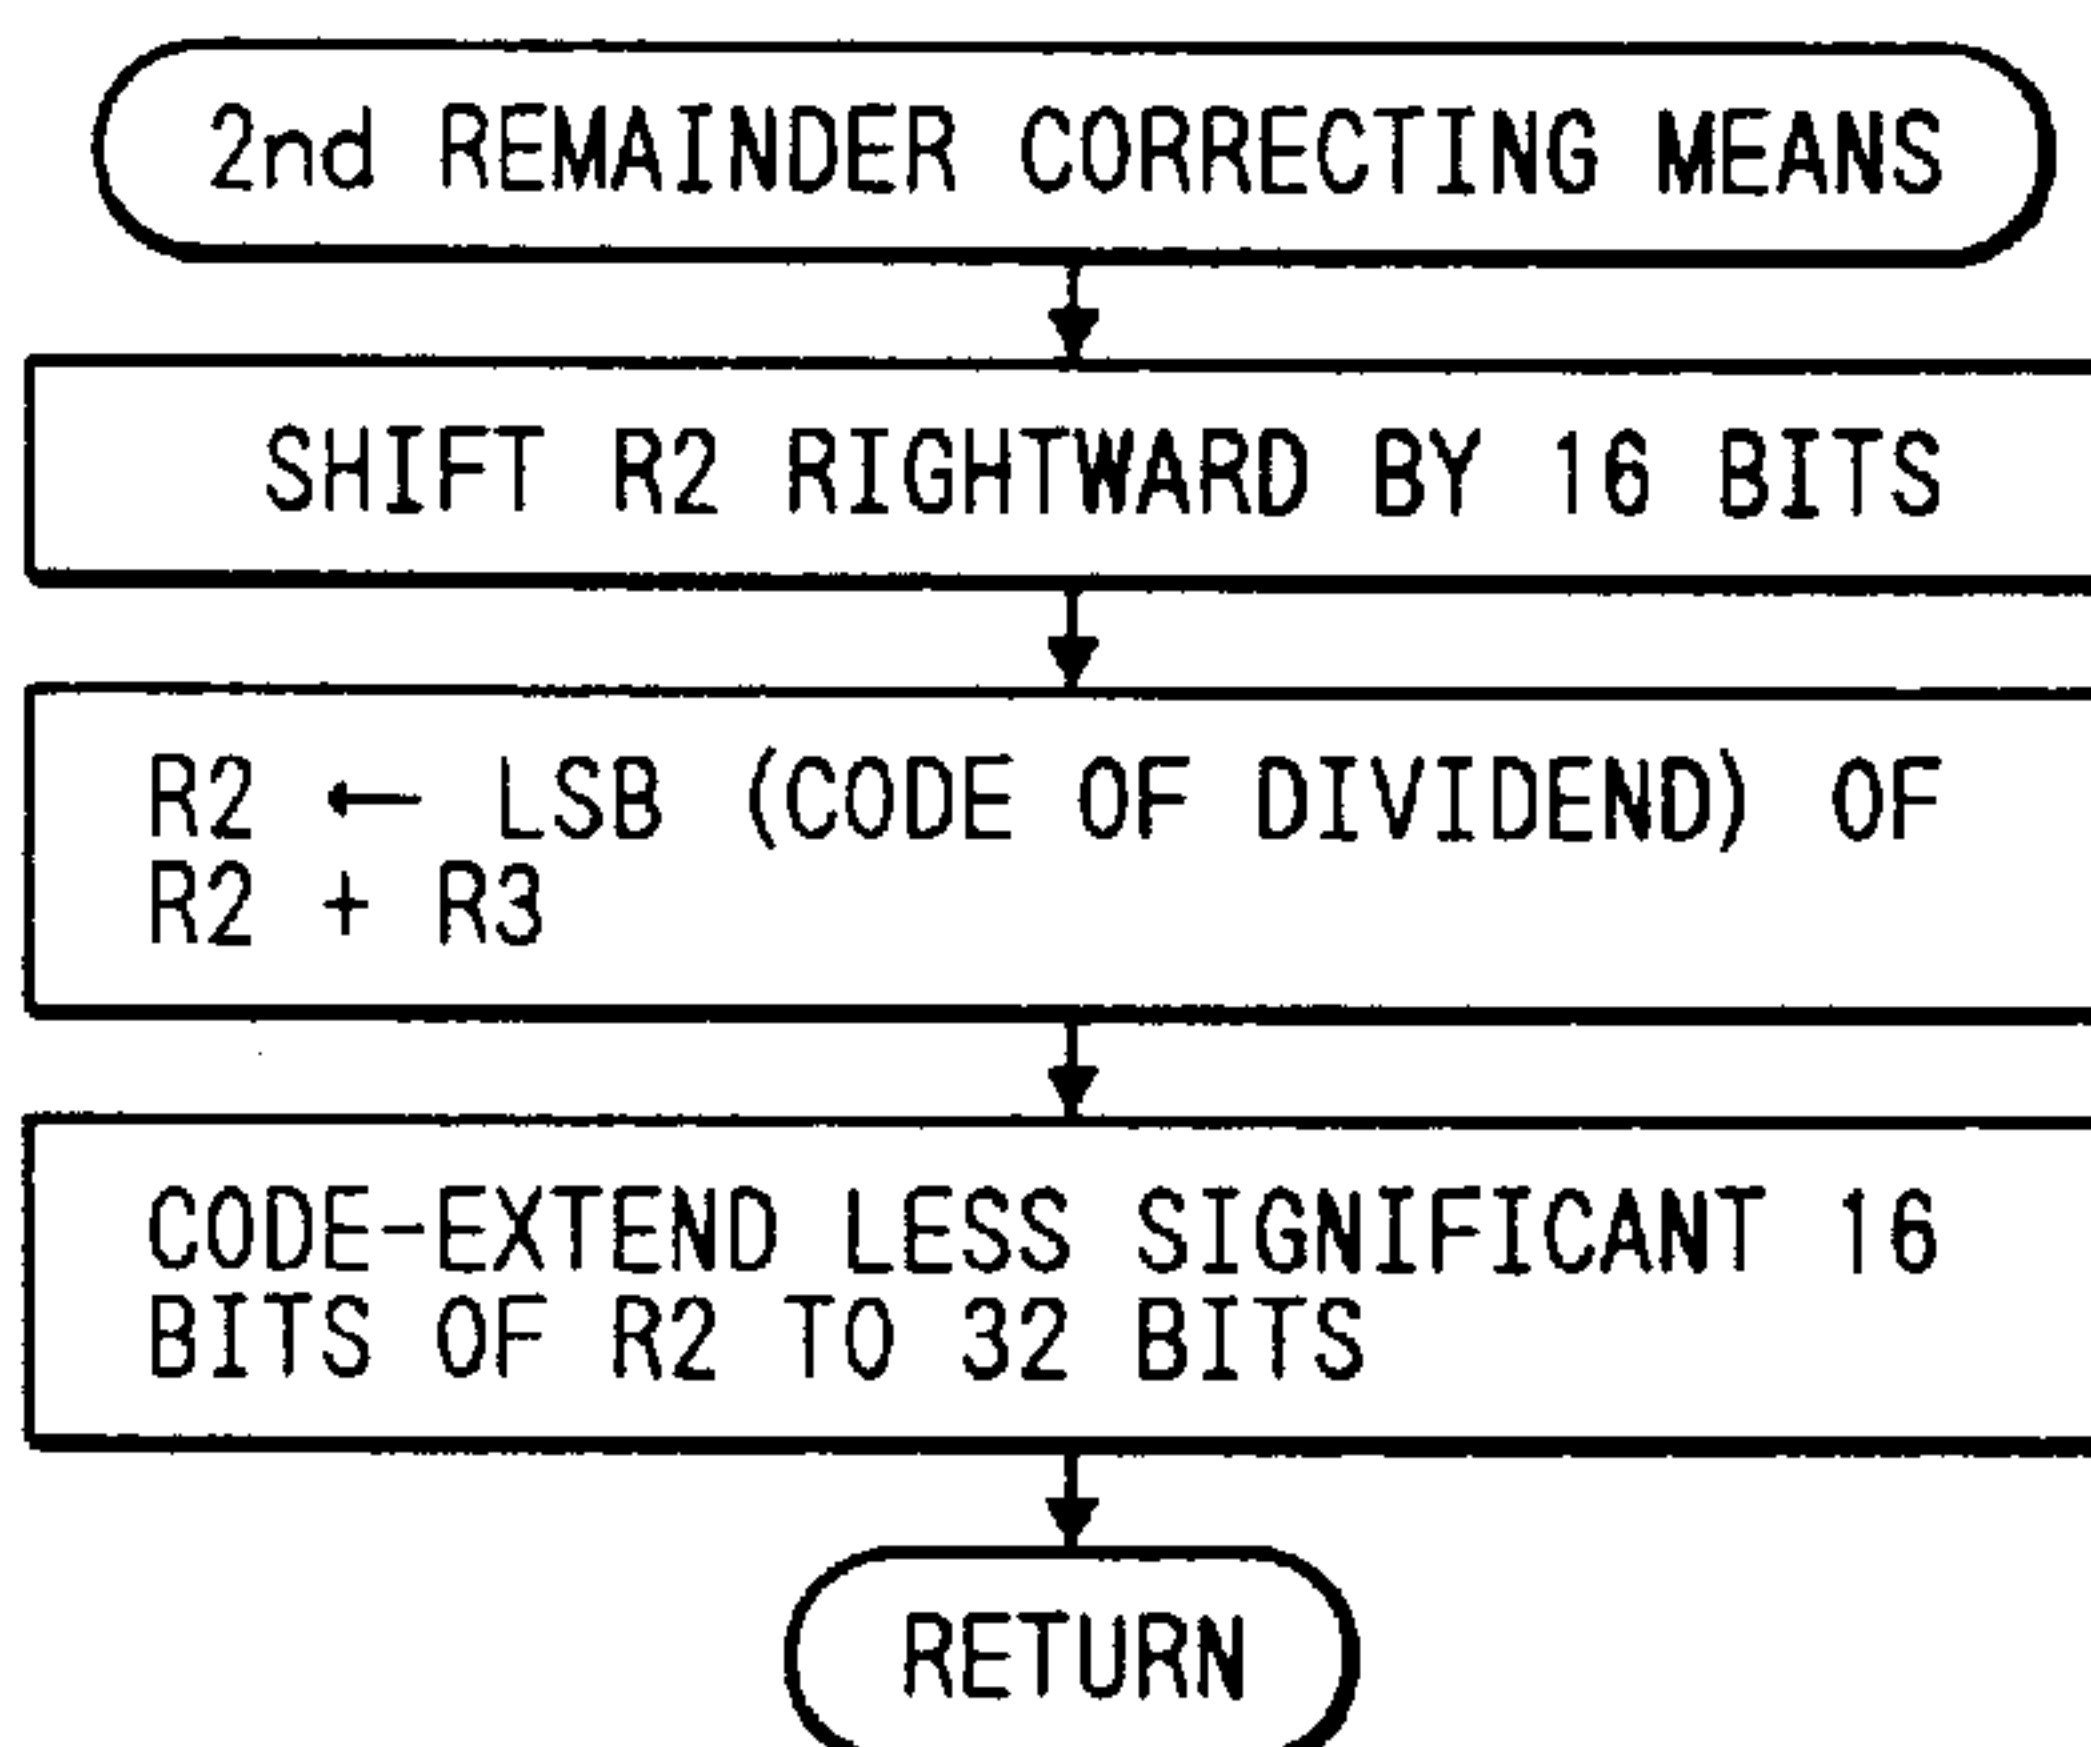 2nd REMAINDER CORRECTING MEANS
SHIFT R2 RIGHTWARD BY 16 BITS
R2 ← LSB (CODE OF DIVIDEND) OF
R2 + R3
CODE-EXTEND LESS SIGNIFICANT 16
BITS OF R2 TO 32 BITS
RETURN